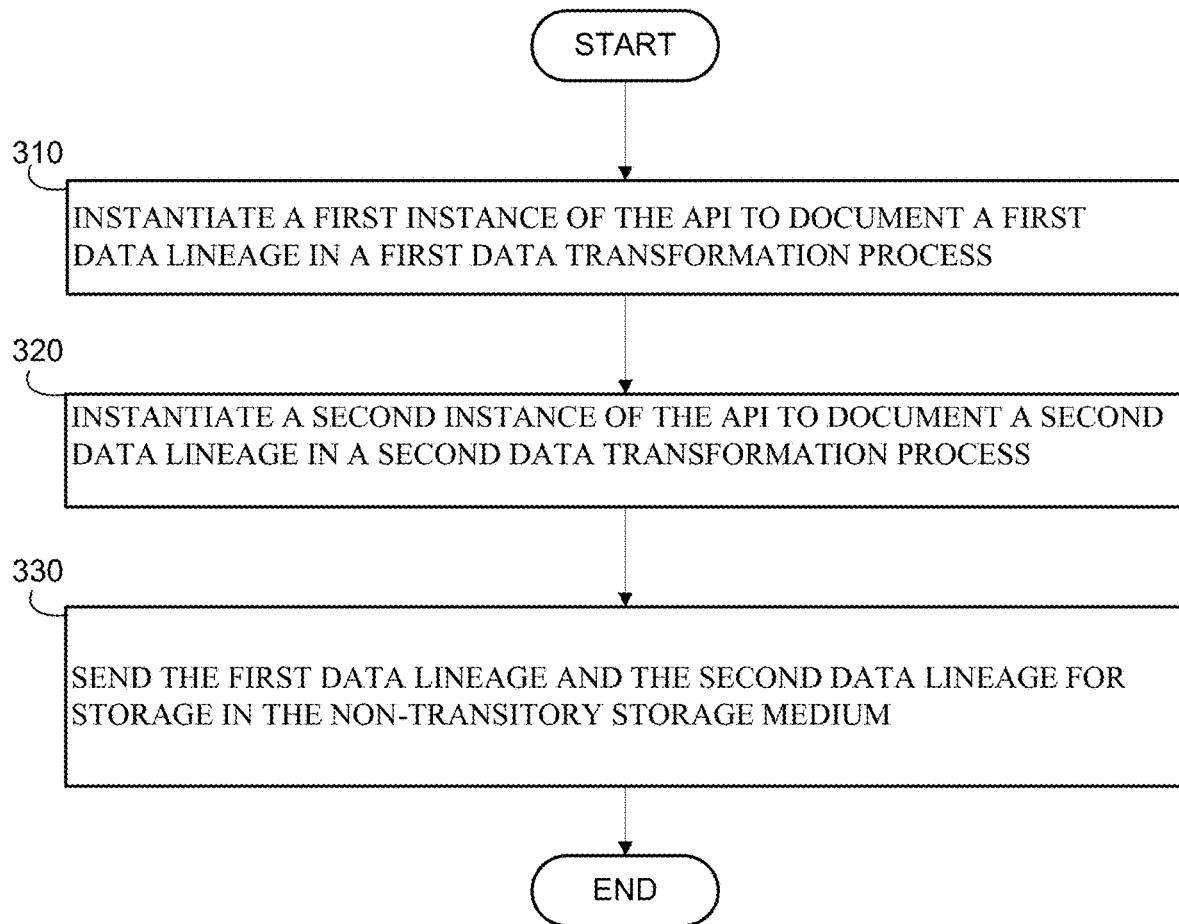 START
310
INSTANTIATE A FIRST INSTANCE OF THE API TO DOCUMENT A FIRST
DATA LINEAGE IN A FIRST DATA TRANSFORMATION PROCESS
320
INSTANTIATE A SECOND INSTANCE OF THE API TO DOCUMENT A SECOND
DATA LINEAGE IN A SECOND DATA TRANSFORMATION PROCESS
330
SEND THE FIRST DATA LINEAGE AND THE SECOND DATA LINEAGE FOR
STORAGE IN THE NON-TRANSITORY STORAGE MEDIUM
END